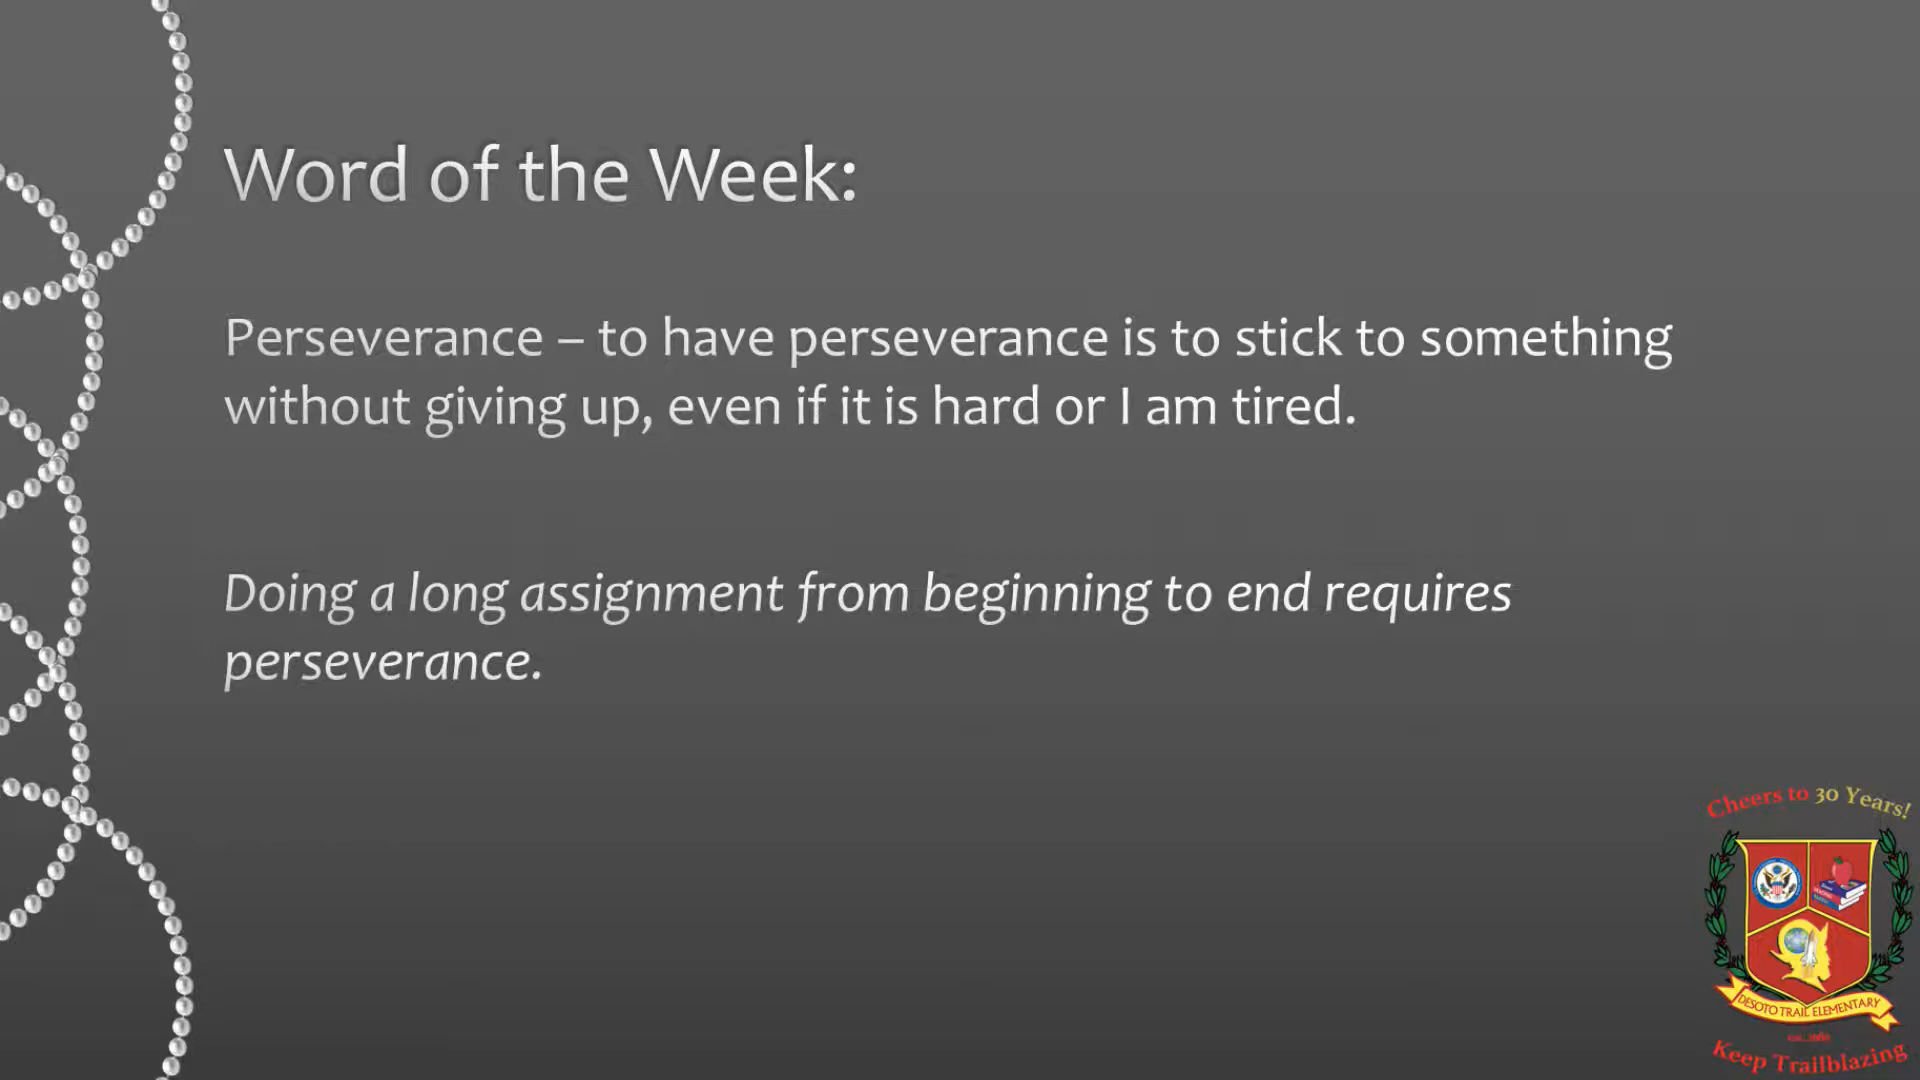 Word of the Week:
Perseverance – to have perseverance is to stick to something
without giving up, even if it is hard or I am tired.
Doing a long assignment from beginning to end requires
perseverance.
Cheers to 30 Years!
DESOTO TRAIL ELEMENTARY
Keep Trailblazing